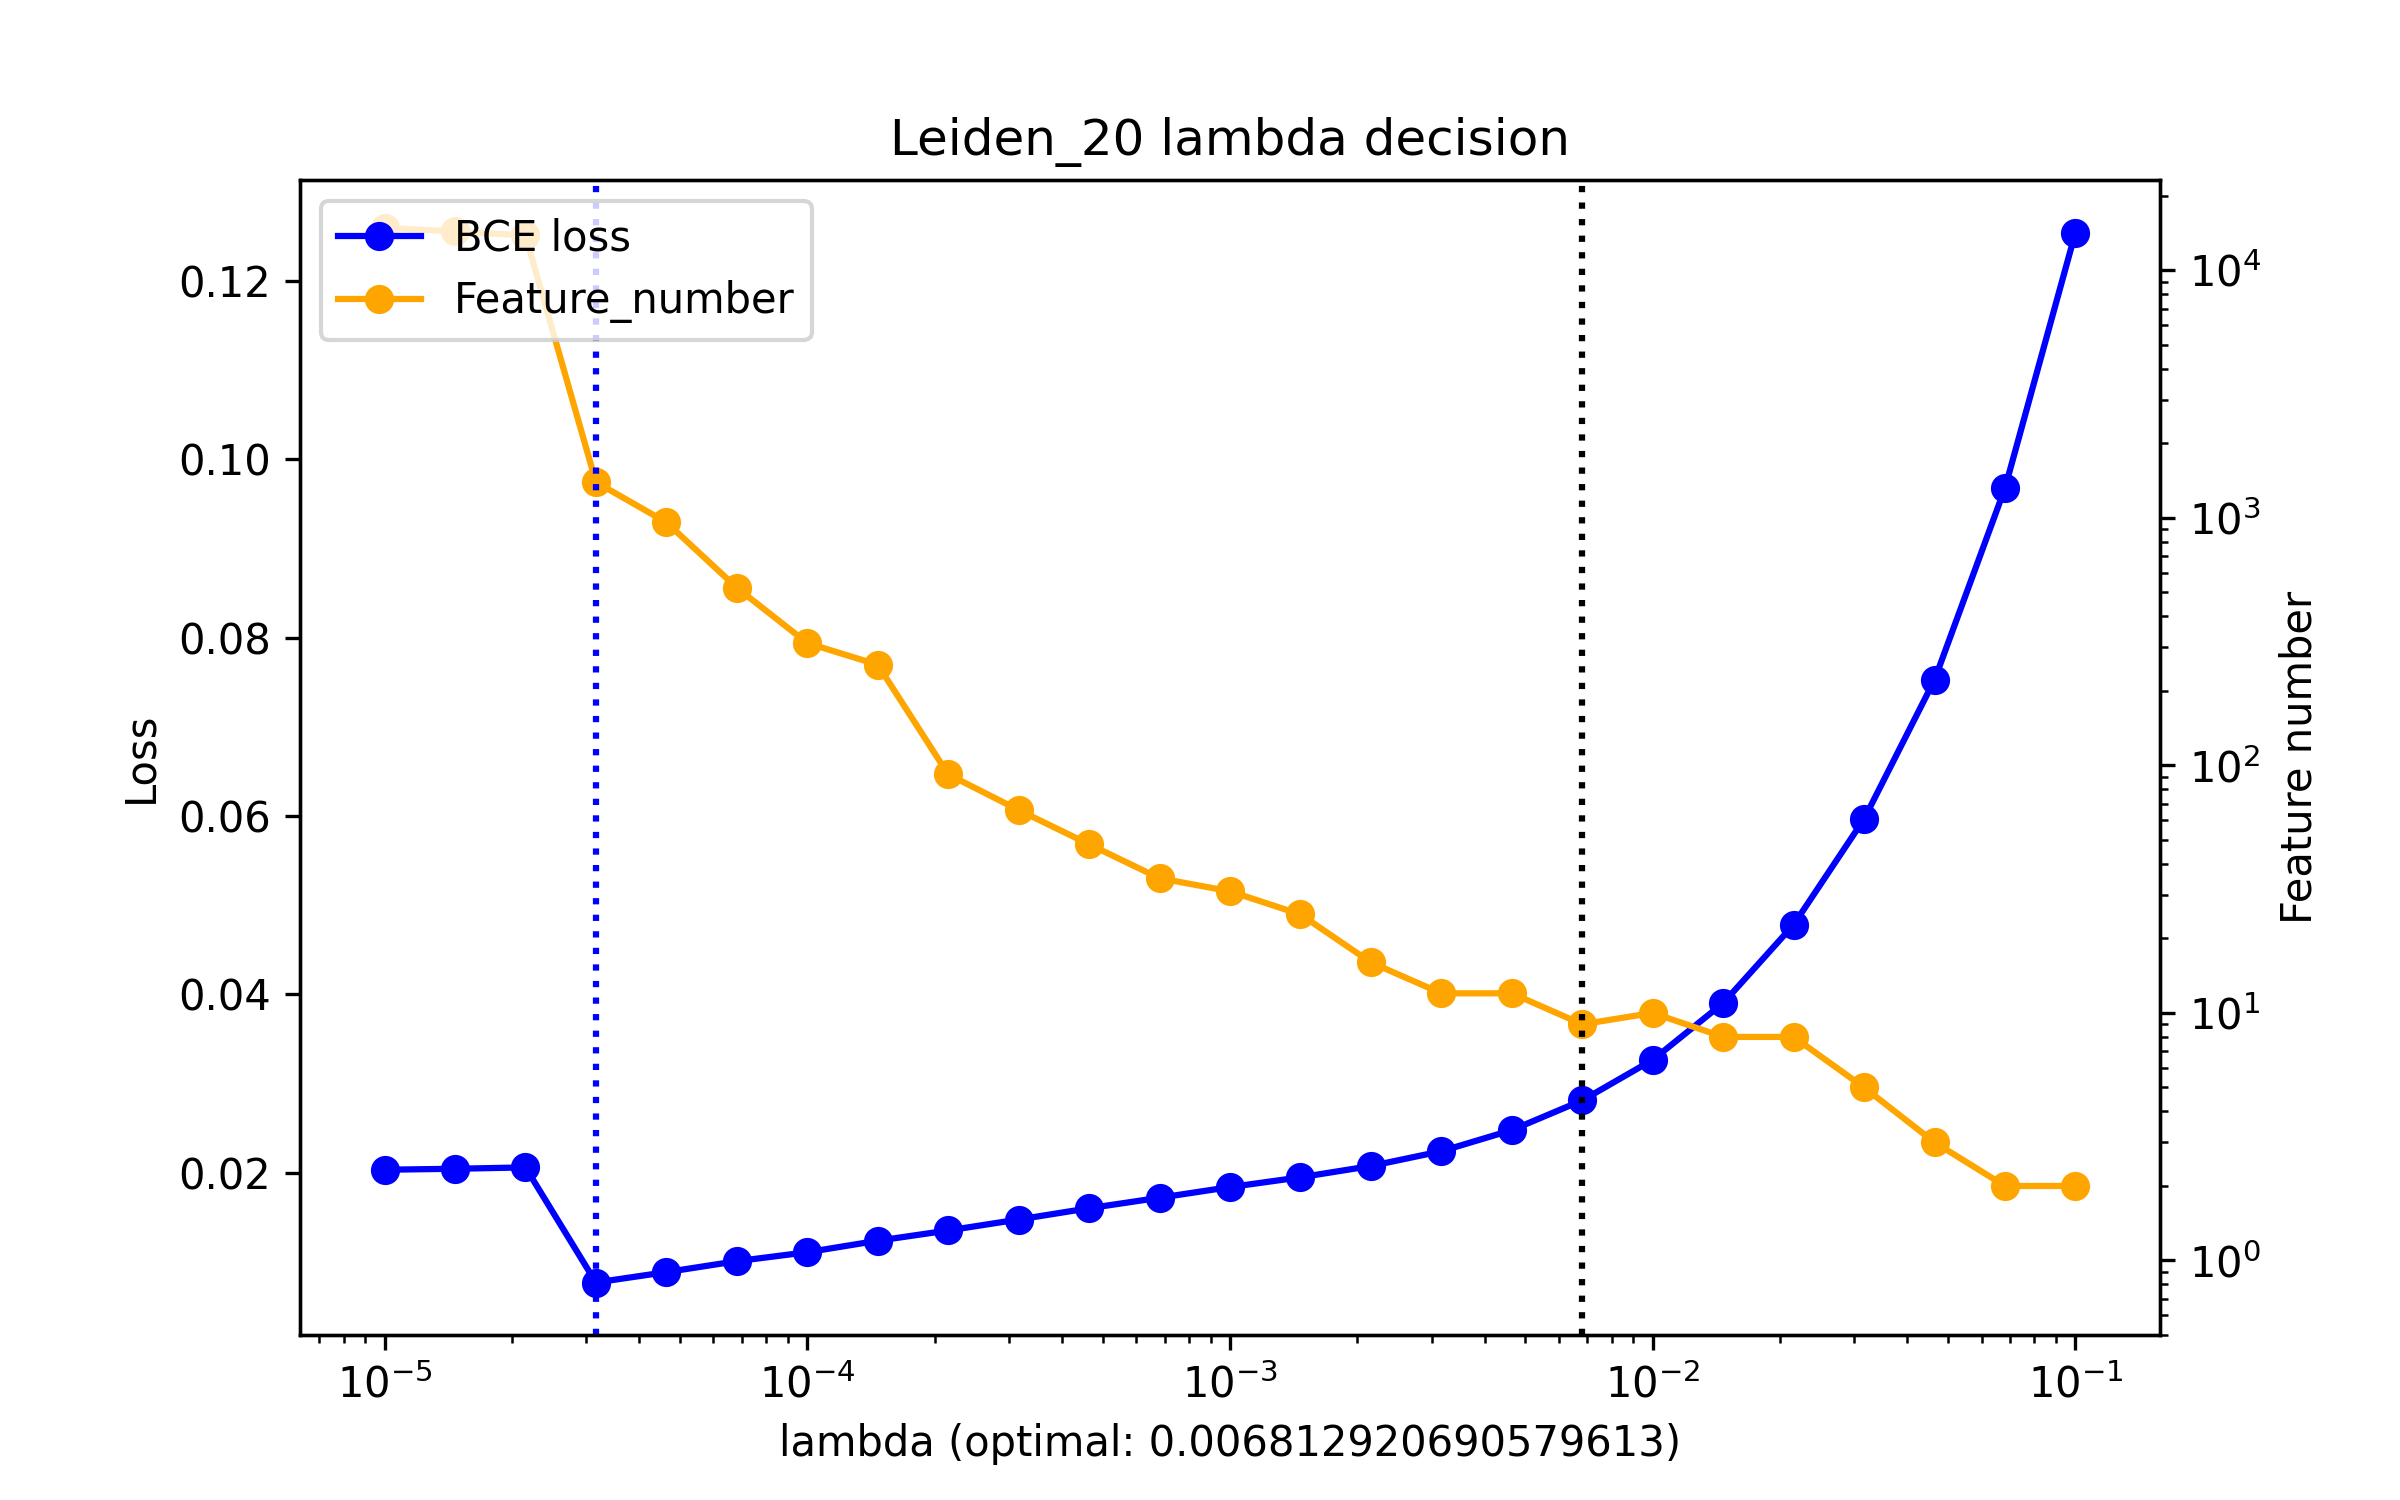 Leiden_20 lambda decision
BCE loss
Feature_number
0.12
0.10
0.08
0.06
0.04
0.02
Loss
10⁴
10³
10²
10¹
10⁰
Feature number
10⁻⁵
10⁻⁴
10⁻³
10⁻²
10⁻¹
lambda (optimal: 0.006812920690579613)